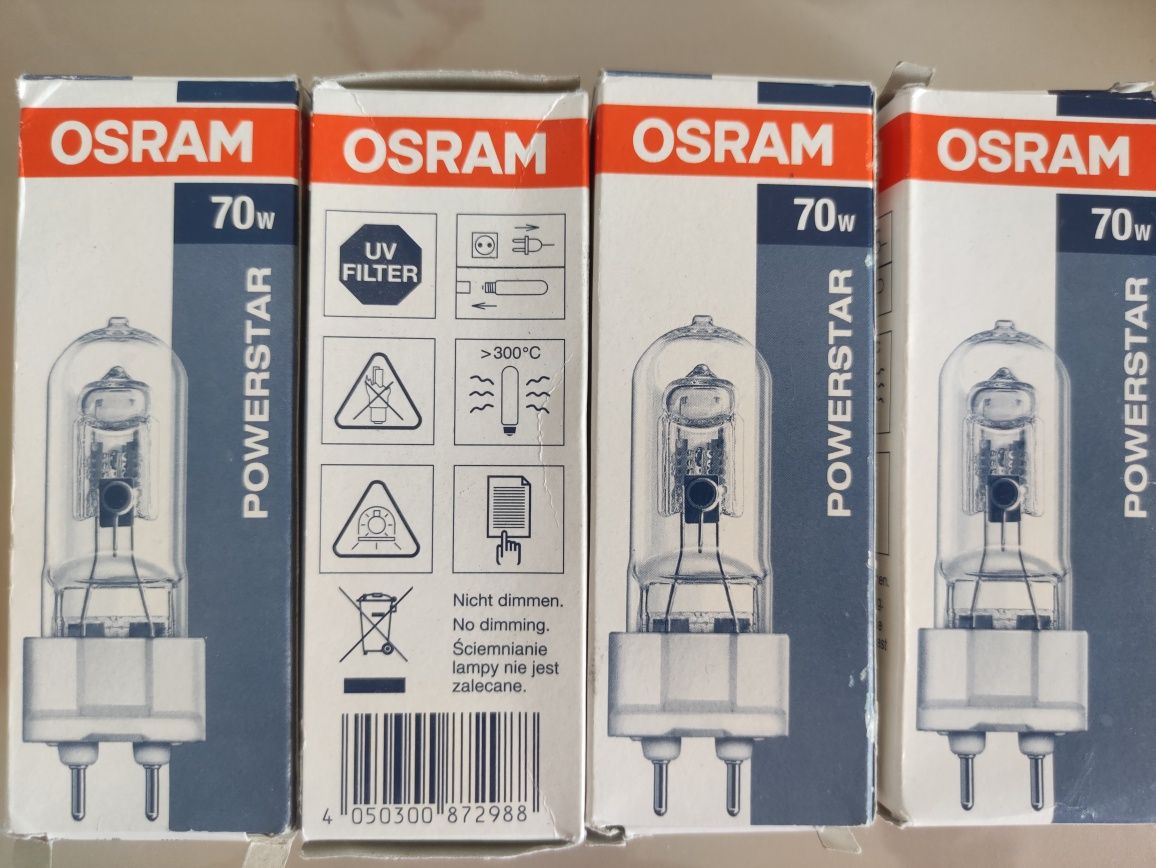 OSRAM
70W
POWERSTAR
OSRAM
UV
FILTER
>300°C
Nicht dimmen.
No dimming.
Ściemnianie
lampy nie jest
zalecane.
4 050300 872988
OSRAM
70W
POWERSTAR
OSRAM
70W
POWERSTAR